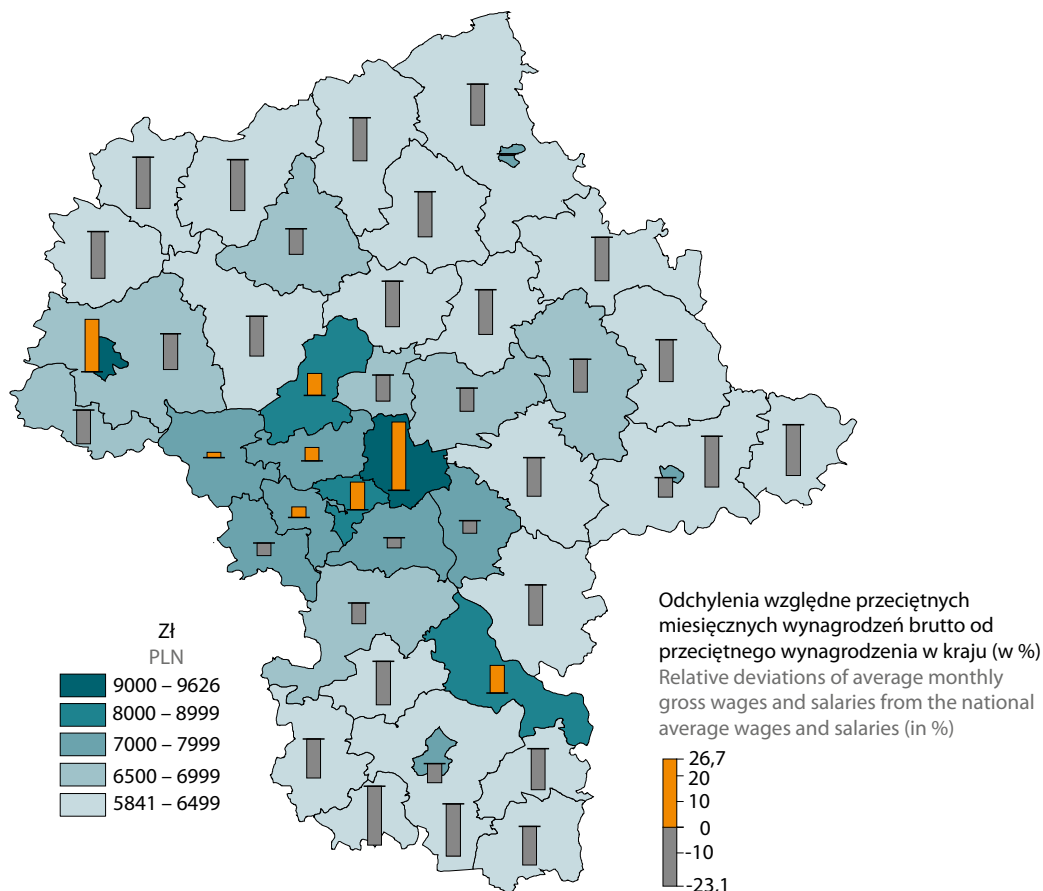 Zł
PLN
9000 – 9626
8000 – 8999
7000 – 7999
6500 – 6999
5841 – 6499
Odchylenia względne przeciętnych
miesięcznych wynagrodzeń brutto od
przeciętnego wynagrodzenia w kraju (w %)
Relative deviations of average monthly
gross wages and salaries from the national
average wages and salaries (in %)
26,7
20
10
0
-10
-23,1